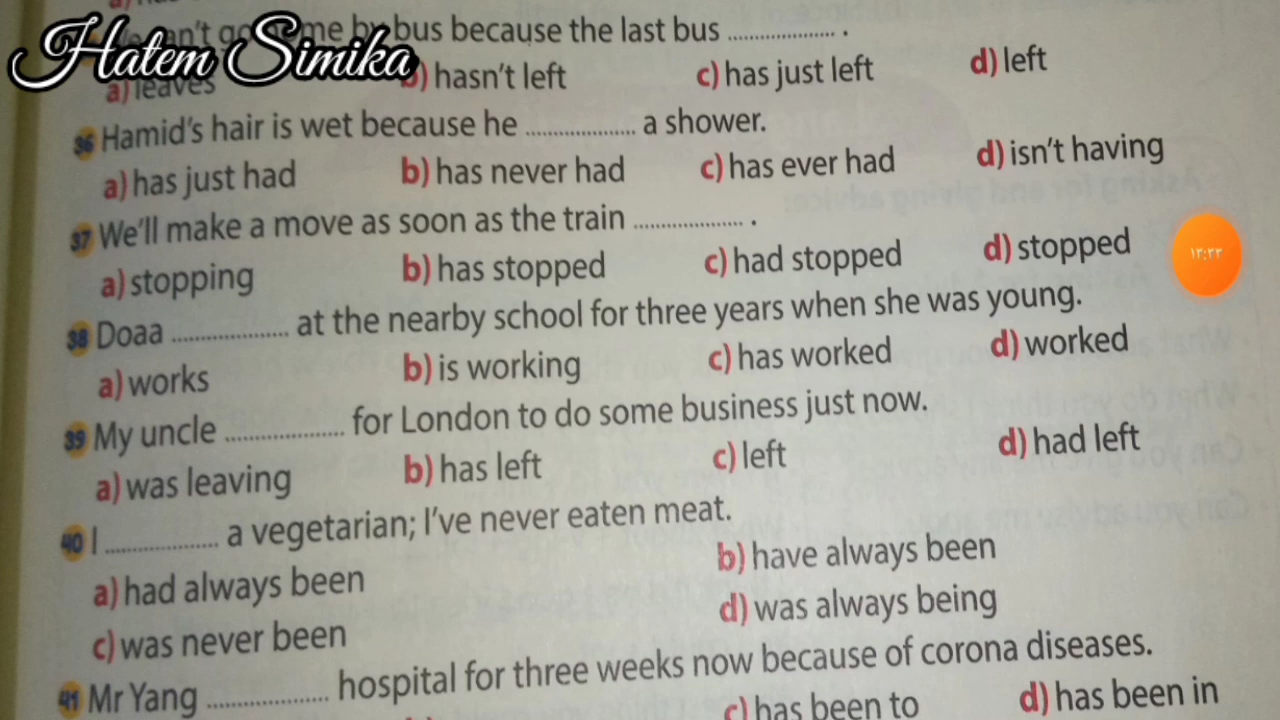 Hatem Simika
me by bus because the last bus .................... .
a) leaves b) hasn't left c) has just left d) left
36 Hamid's hair is wet because he .................... a shower.
a) has just had b) has never had c) has ever had d) isn't having
37 We'll make a move as soon as the train .................... .
a) stopping b) has stopped c) had stopped d) stopped
١٢:٢٣
38 Doaa .................... at the nearby school for three years when she was young.
a) works b) is working c) has worked d) worked
39 My uncle .................... for London to do some business just now.
a) was leaving b) has left c) left d) had left
40 I .................... a vegetarian; I've never eaten meat.
a) had always been b) have always been
c) was never been d) was always being
41 Mr Yang .................... hospital for three weeks now because of corona diseases.
c) has been to d) has been in